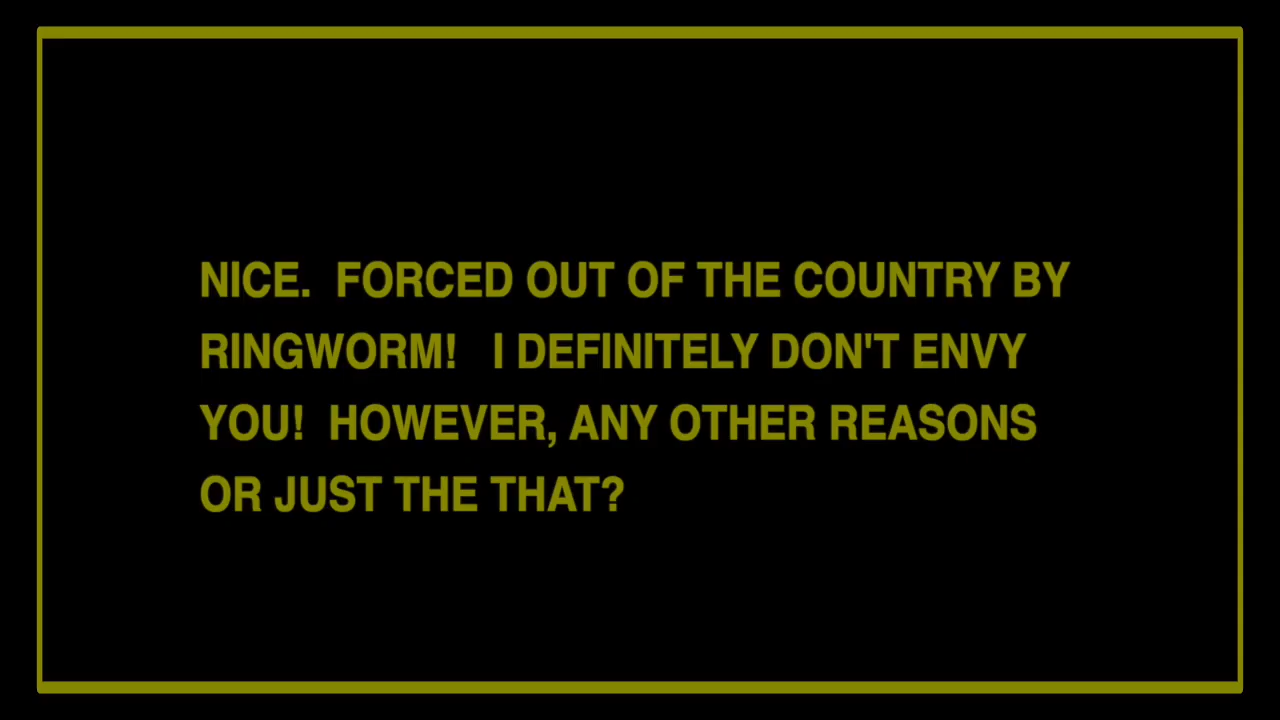 NICE.  FORCED OUT OF THE COUNTRY BY
RINGWORM!   I DEFINITELY DON'T ENVY
YOU!  HOWEVER, ANY OTHER REASONS
OR JUST THE THAT?